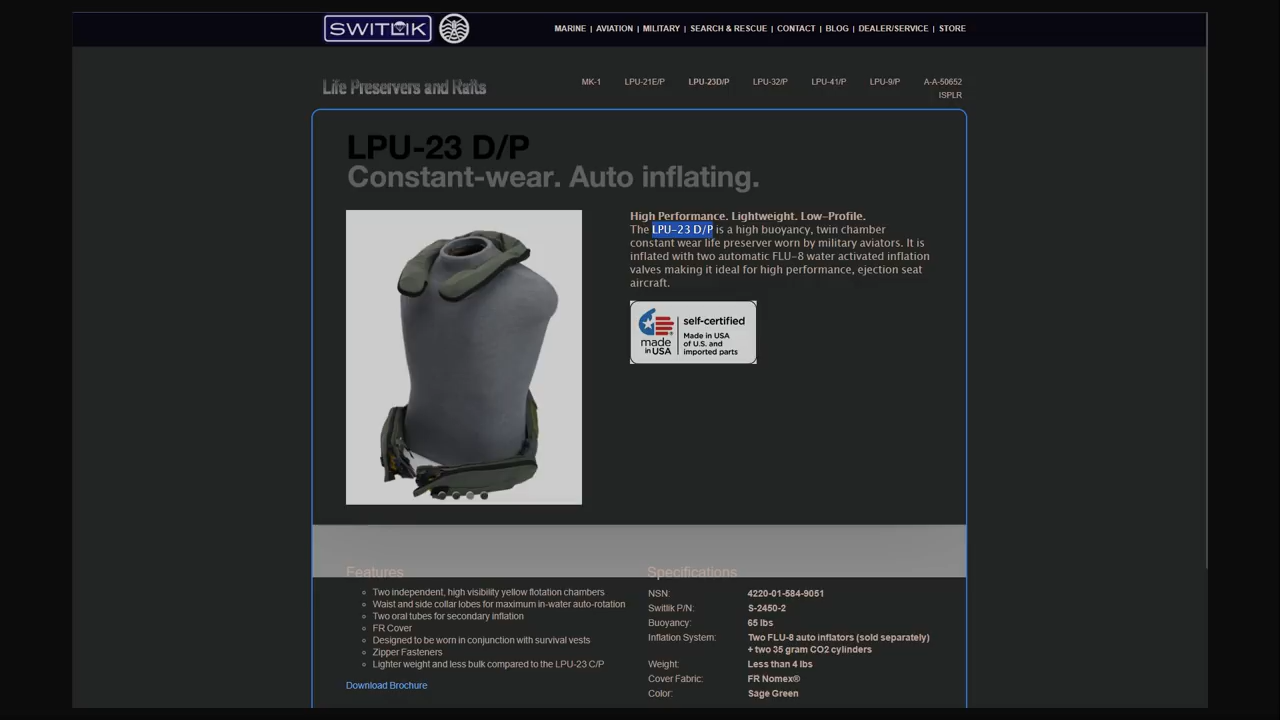 SWITLIK
MARINE | AVIATION | MILITARY | SEARCH & RESCUE | CONTACT | BLOG | DEALER/SERVICE | STORE
Life Preservers and Rafts
MK-1 LPU-21E/P LPU-23D/P LPU-32/P LPU-41/P LPU-9/P A-A-50652
ISPLR
LPU-23 D/P
Constant-wear. Auto inflating.
High Performance. Lightweight. Low-Profile.
The LPU-23 D/P is a high buoyancy, twin chamber
constant wear life preserver worn by military aviators. It is
inflated with two automatic FLU-8 water activated inflation
valves making it ideal for high performance, ejection seat
aircraft.
made in USA
self-certified
Made in USA
of U.S. and
imported parts
Features
Two independent, high visibility yellow flotation chambers
Waist and side collar lobes for maximum in-water auto-rotation
Two oral tubes for secondary inflation
FR Cover
Designed to be worn in conjunction with survival vests
Zipper Fasteners
Lighter weight and less bulk compared to the LPU-23 C/P
Download Brochure
Specifications
NSN: 4220-01-584-9051
Switlik P/N: S-2450-2
Buoyancy: 65 lbs
Inflation System: Two FLU-8 auto inflators (sold separately)
+ two 35 gram CO2 cylinders
Weight: Less than 4 lbs
Cover Fabric: FR Nomex®
Color: Sage Green